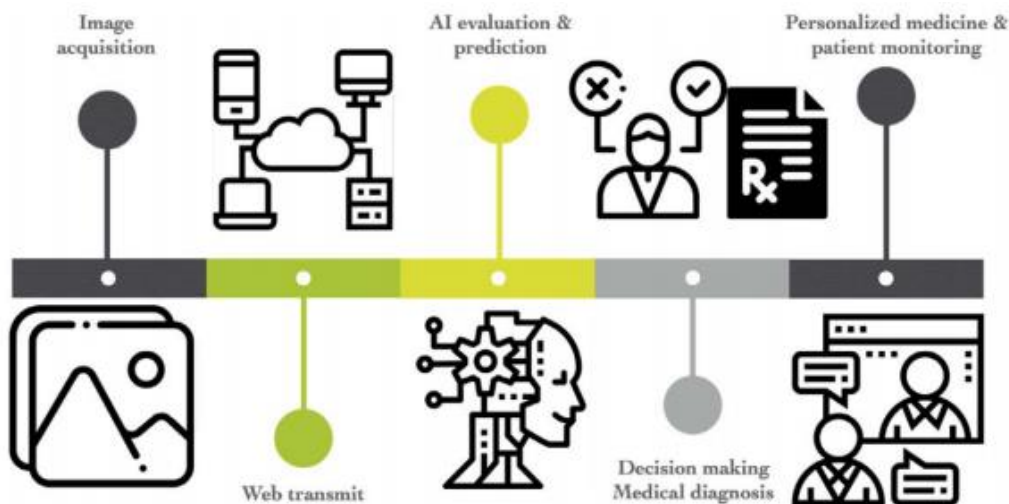 Image
acquisition
AI evaluation &
prediction
Personalized medicine &
patient monitoring
Rx
Web transmit
Decision making
Medical diagnosis